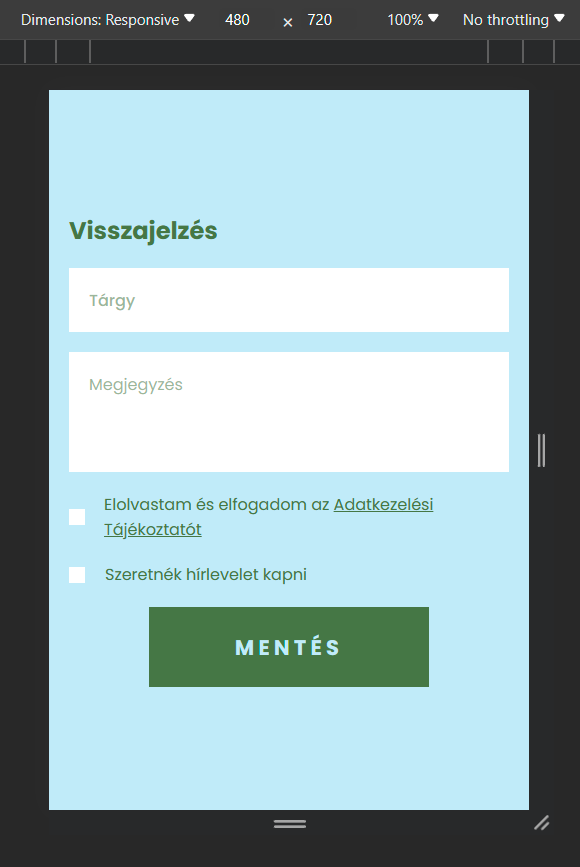 Dimensions: Responsive 480 × 720 100% No throttling
Visszajelzés
Tárgy
Megjegyzés
Elolvastam és elfogadom az Adatkezelési
Tájékoztatót
Szeretnék hírlevelet kapni
MENTÉS